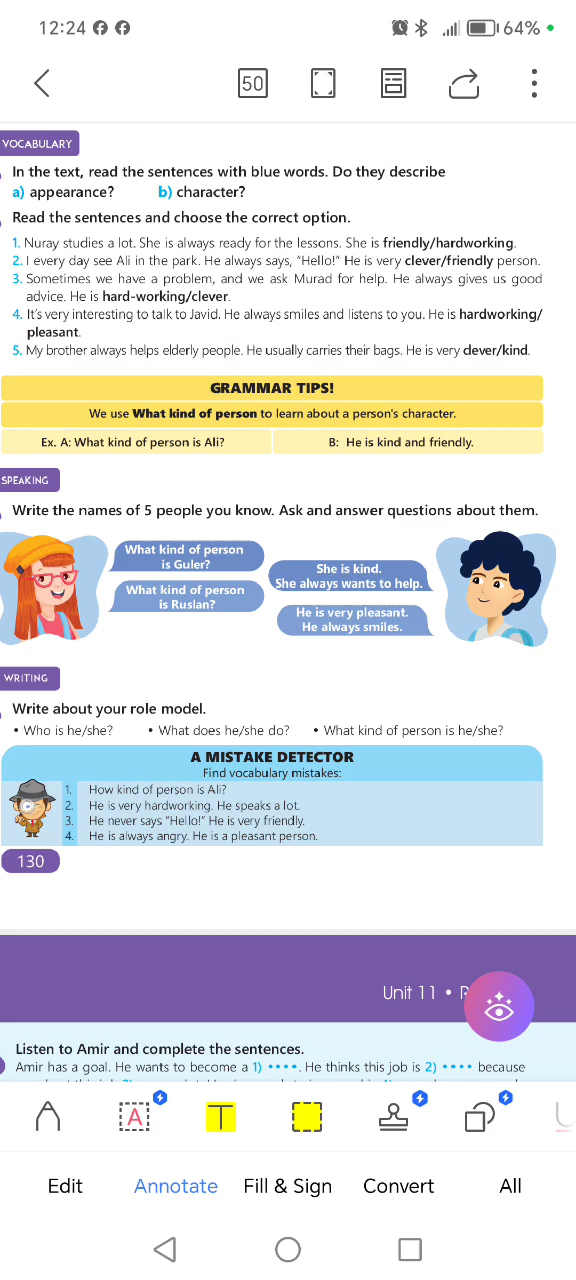 12:24 64%
50
VOCABULARY
In the text, read the sentences with blue words. Do they describe
a) appearance? b) character?
Read the sentences and choose the correct option.
1. Nuray studies a lot. She is always ready for the lessons. She is friendly/hardworking.
2. I every day see Ali in the park. He always says, “Hello!” He is very clever/friendly person.
3. Sometimes we have a problem, and we ask Murad for help. He always gives us good
advice. He is hard-working/clever.
4. It’s very interesting to talk to Javid. He always smiles and listens to you. He is hardworking/
pleasant.
5. My brother always helps elderly people. He usually carries their bags. He is very clever/kind.
GRAMMAR TIPS!
We use What kind of person to learn about a person's character.
Ex. A: What kind of person is Ali? B: He is kind and friendly.
SPEAKING
Write the names of 5 people you know. Ask and answer questions about them.
What kind of person
is Guler?
She is kind.
She always wants to help.
What kind of person
is Ruslan?
He is very pleasant.
He always smiles.
WRITING
Write about your role model.
• Who is he/she? • What does he/she do? • What kind of person is he/she?
A MISTAKE DETECTOR
Find vocabulary mistakes:
1. How kind of person is Ali?
2. He is very hardworking. He speaks a lot.
3. He never says “Hello!” He is very friendly.
4. He is always angry. He is a pleasant person.
130
Unit 11 •
Listen to Amir and complete the sentences.
Amir has a goal. He wants to become a 1) •••• . He thinks this job is 2) •••• because
A T
Edit Annotate Fill & Sign Convert All